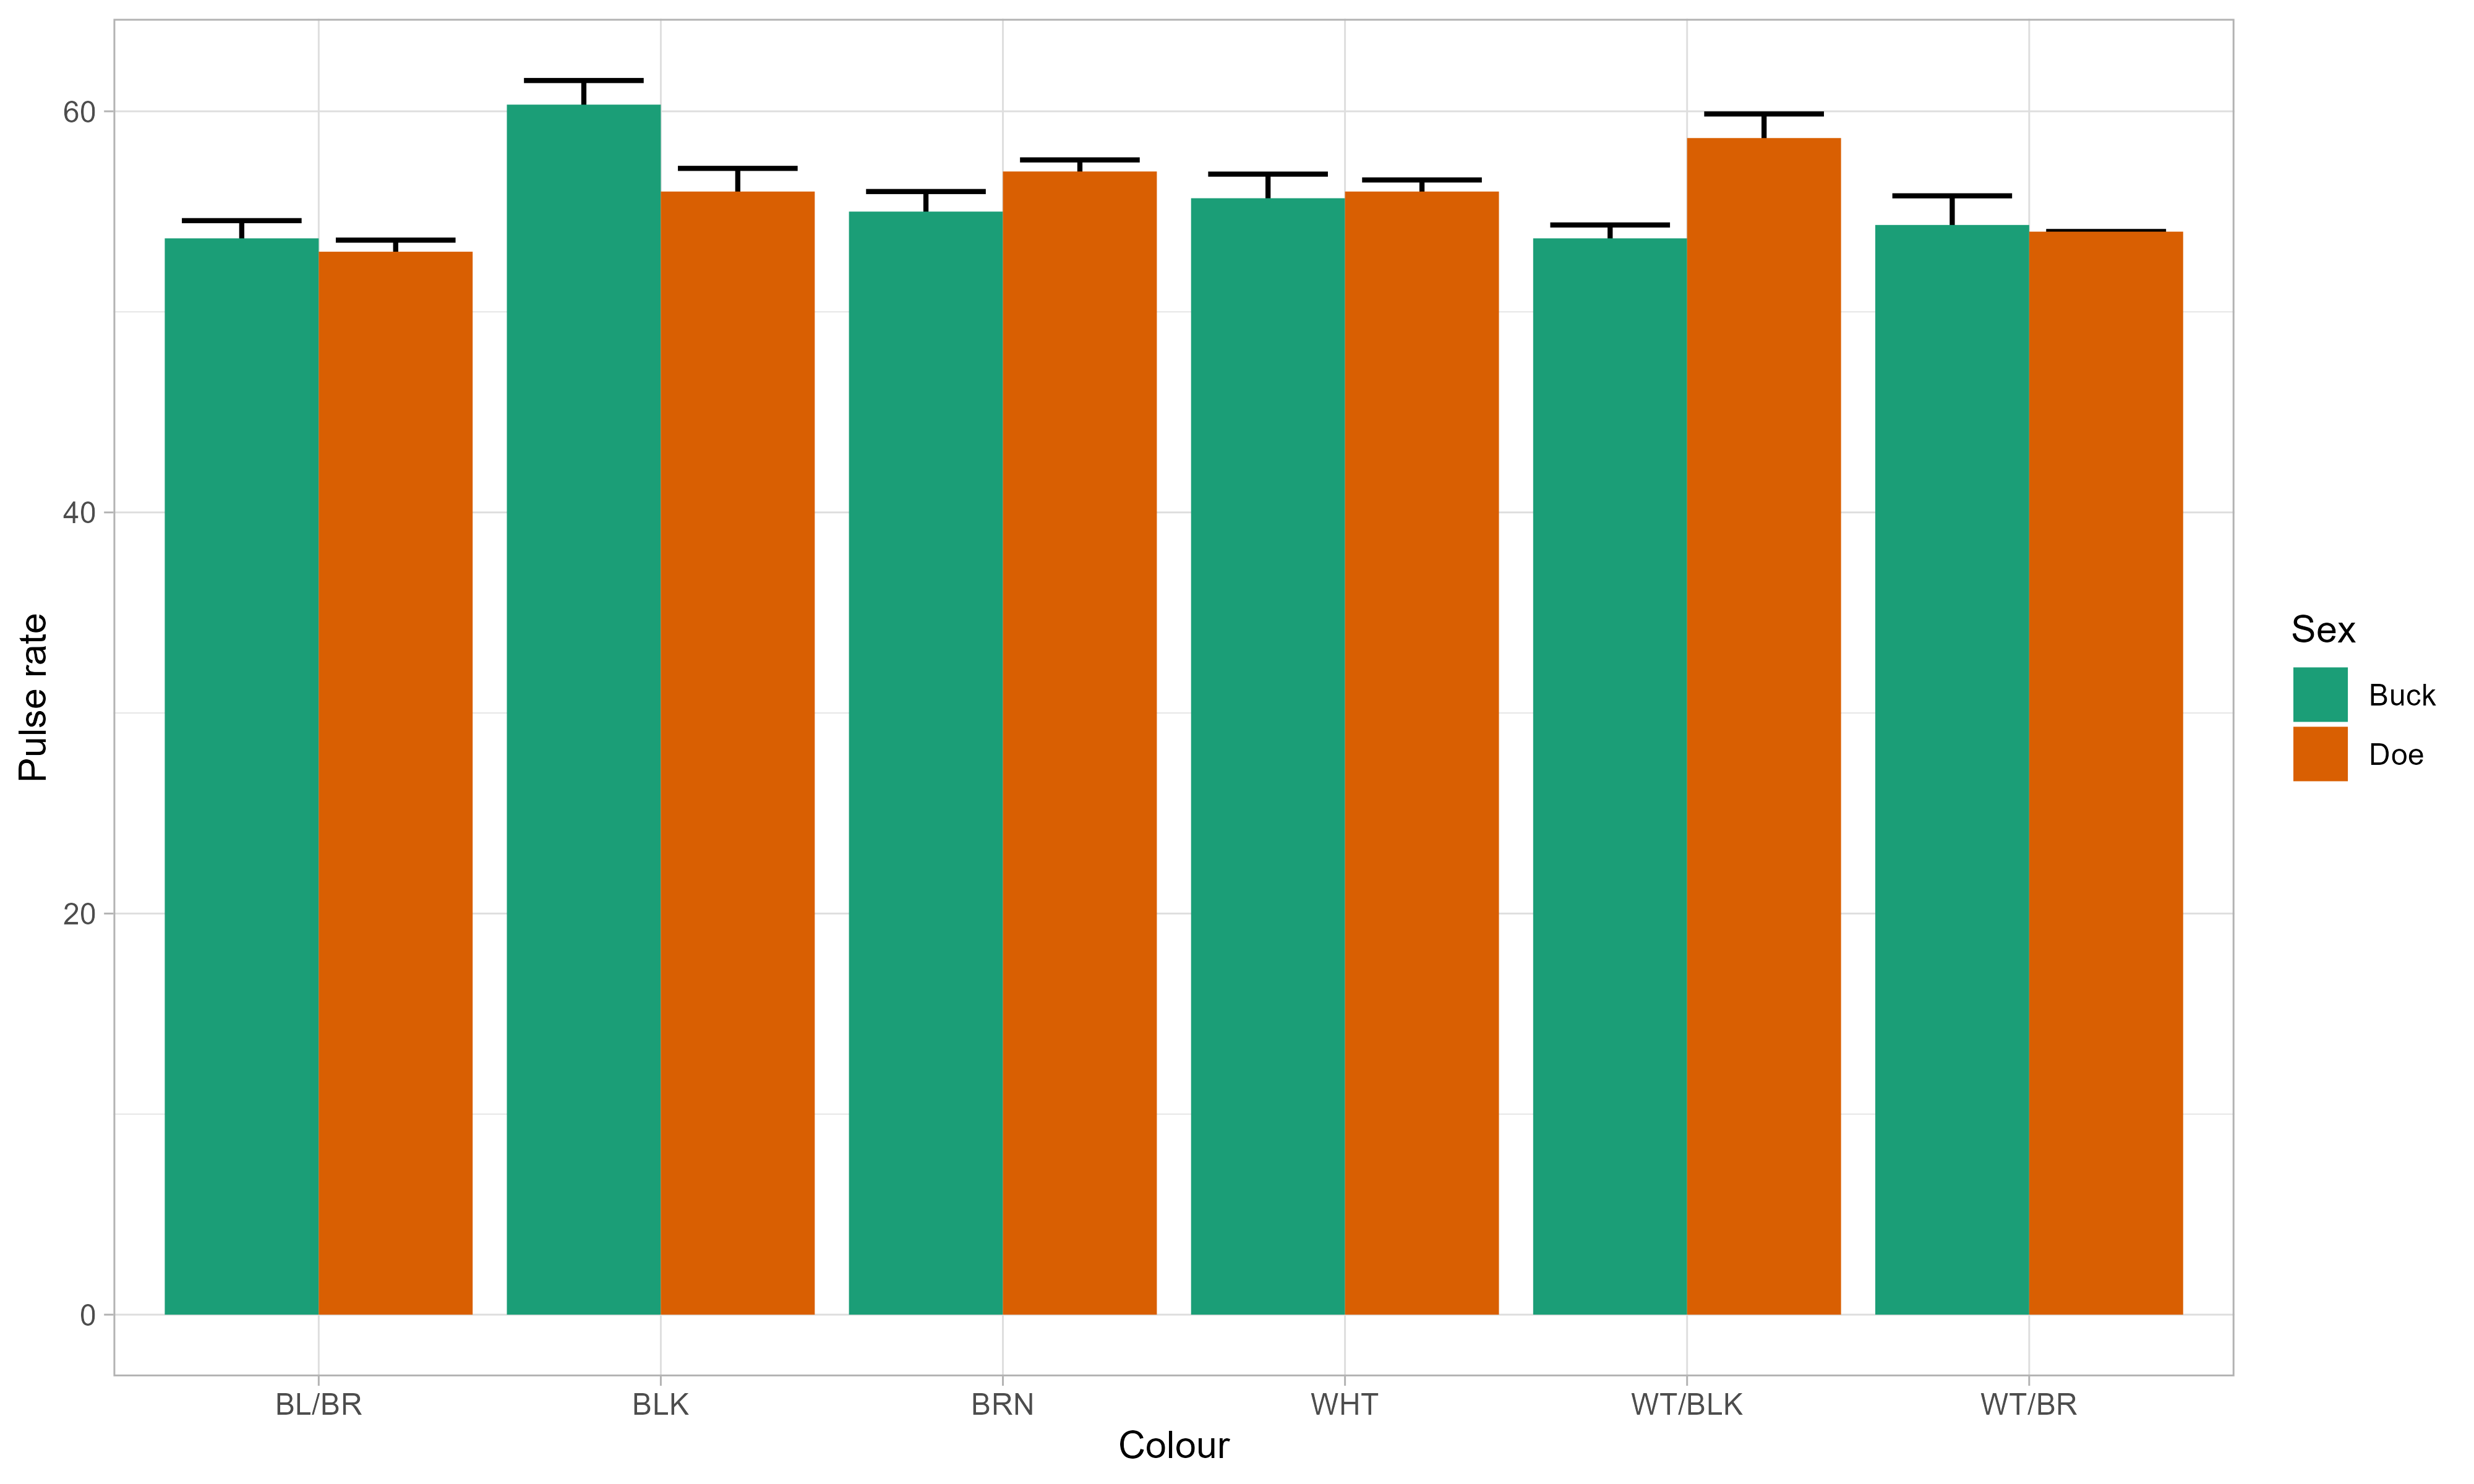 60
40
20
0
Pulse rate
BL/BR
BLK
BRN
WHT
WT/BLK
WT/BR
Colour
Sex
Buck
Doe